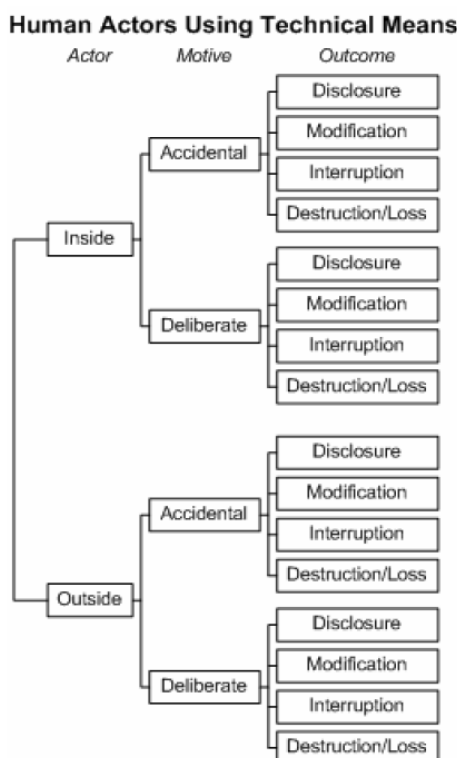 Human Actors Using Technical Means
Actor Motive Outcome
Disclosure
Modification
Accidental
Interruption
Destruction/Loss
Inside
Disclosure
Modification
Deliberate
Interruption
Destruction/Loss
Disclosure
Modification
Accidental
Interruption
Destruction/Loss
Outside
Disclosure
Modification
Deliberate
Interruption
Destruction/Loss